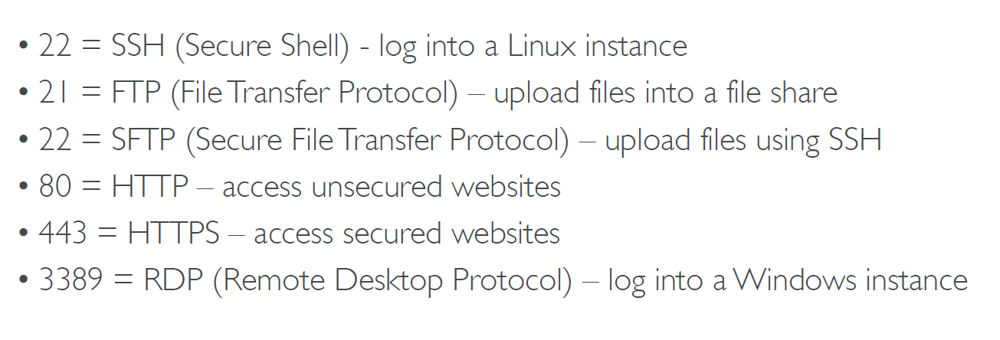 • 22 = SSH (Secure Shell) - log into a Linux instance
• 21 = FTP (File Transfer Protocol) – upload files into a file share
• 22 = SFTP (Secure File Transfer Protocol) – upload files using SSH
• 80 = HTTP – access unsecured websites
• 443 = HTTPS – access secured websites
• 3389 = RDP (Remote Desktop Protocol) – log into a Windows instance